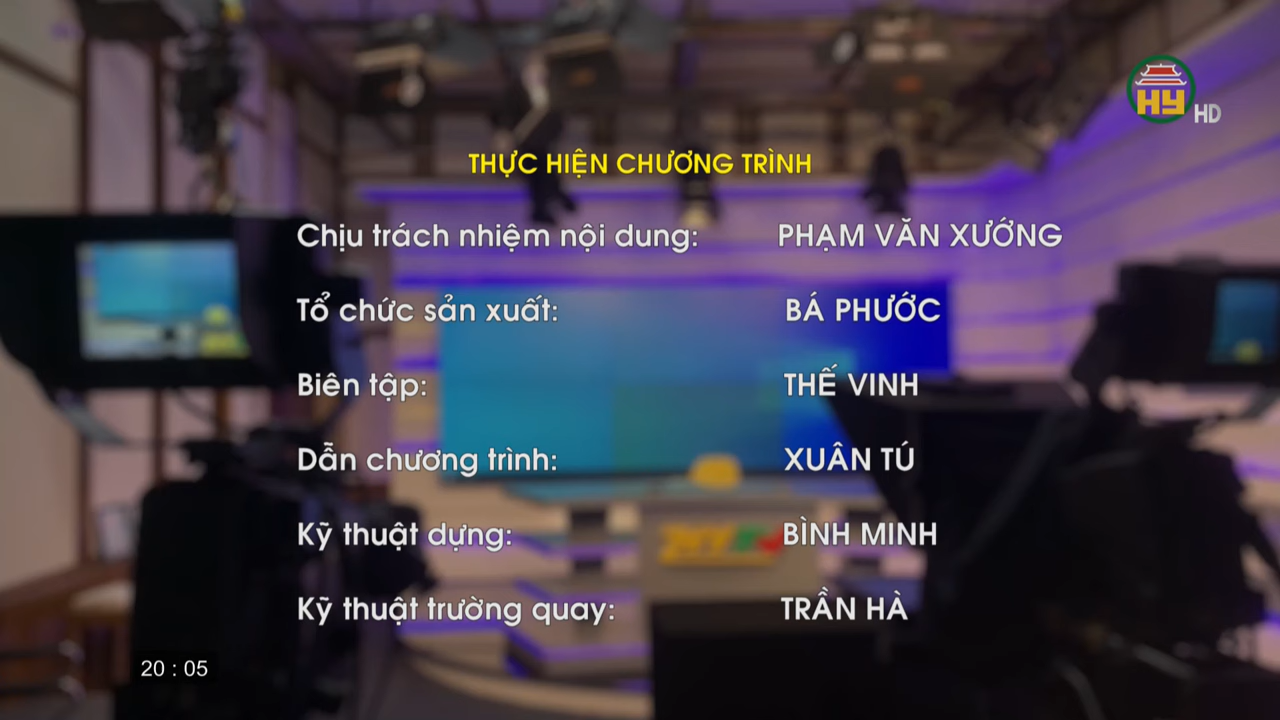 HY HD
THỰC HIỆN CHƯƠNG TRÌNH
Chịu trách nhiệm nội dung: PHẠM VĂN XƯỚNG
Tổ chức sản xuất: BÁ PHƯỚC
Biên tập: THẾ VINH
Dẫn chương trình: XUÂN TÚ
Kỹ thuật dựng: BÌNH MINH
Kỹ thuật trường quay: TRẦN HÀ
20 : 05